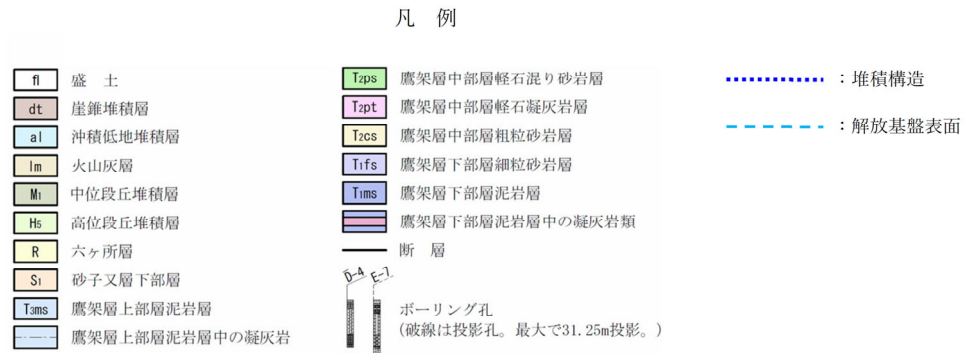 凡 例
fl 盛 土
dt 崖錐堆積層
al 沖積低地堆積層
lm 火山灰層
M1 中位段丘堆積層
H5 高位段丘堆積層
R 六ヶ所層
S1 砂子又層下部層
T3ms 鷹架層上部層泥岩層
鷹架層上部層泥岩層中の凝灰岩
T2ps 鷹架層中部層軽石混り砂岩層
T2pt 鷹架層中部層軽石凝灰岩層
T2cs 鷹架層中部層粗粒砂岩層
T1fs 鷹架層下部層細粒砂岩層
T1ms 鷹架層下部層泥岩層
鷹架層下部層泥岩層中の凝灰岩類
断 層
D-4 E-7
ボーリング孔
(破線は投影孔。最大で31.25m投影。)
：堆積構造
：解放基盤表面